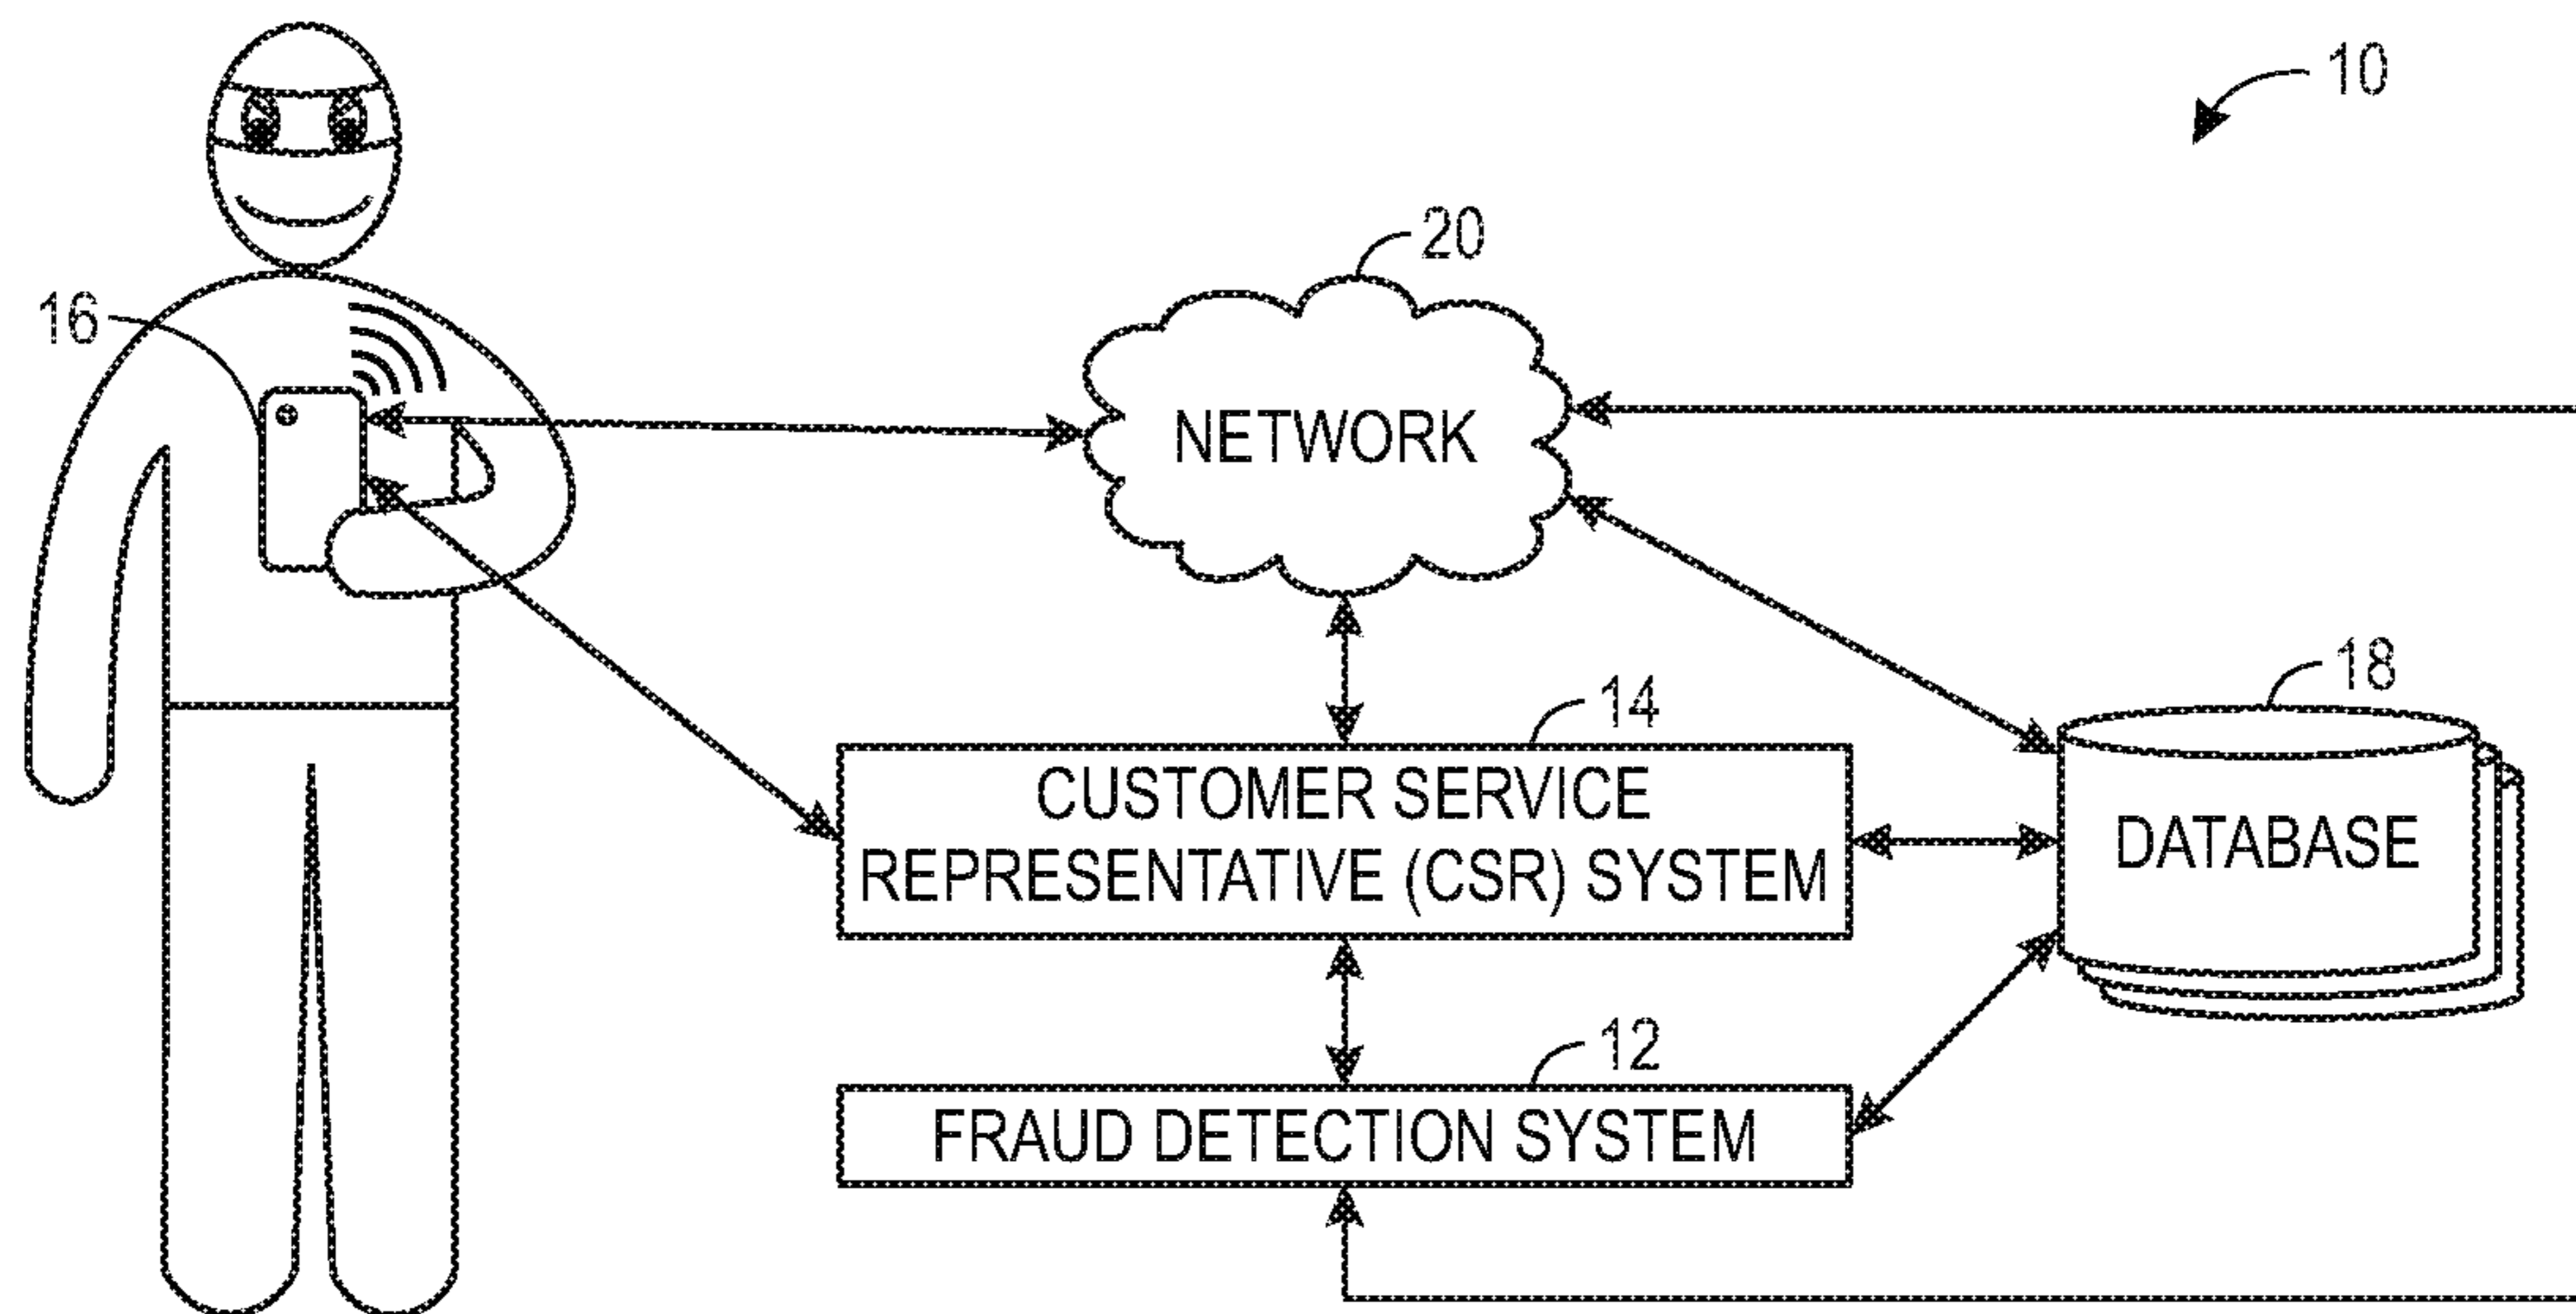 10
20
16
NETWORK
18
14
CUSTOMER SERVICE
REPRESENTATIVE (CSR) SYSTEM
DATABASE
12
FRAUD DETECTION SYSTEM